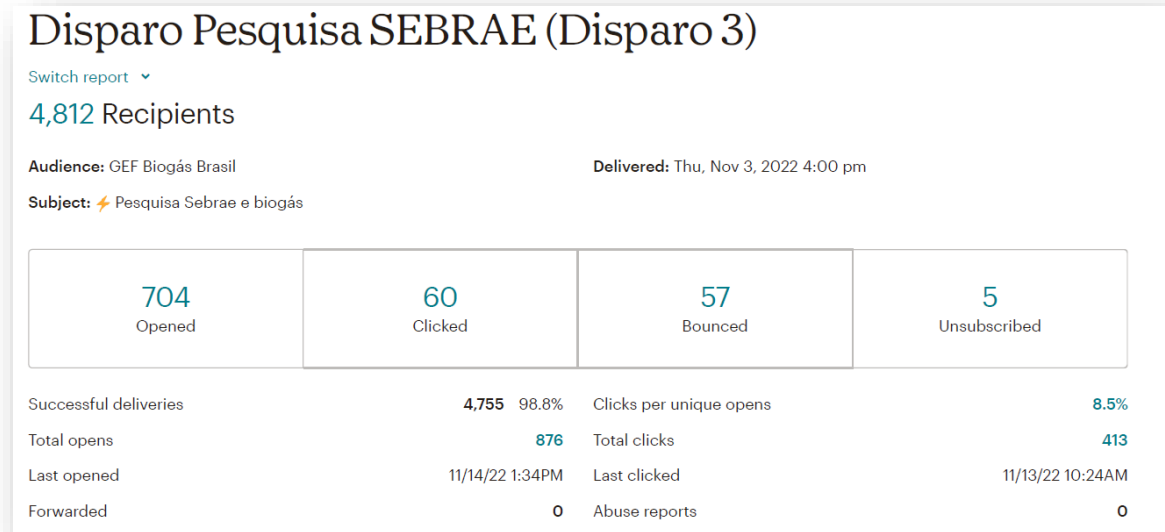 Disparo Pesquisa SEBRAE (Disparo 3)
Switch report
4,812 Recipients
Audience: GEF Biogás Brasil
Delivered: Thu, Nov 3, 2022 4:00 pm
Subject: ⚡ Pesquisa Sebrae e biogás
704
Opened
60
Clicked
57
Bounced
5
Unsubscribed
Successful deliveries 4,755 98.8%
Clicks per unique opens 8.5%
Total opens 876
Total clicks 413
Last opened 11/14/22 1:34PM
Last clicked 11/13/22 10:24AM
Forwarded 0
Abuse reports 0